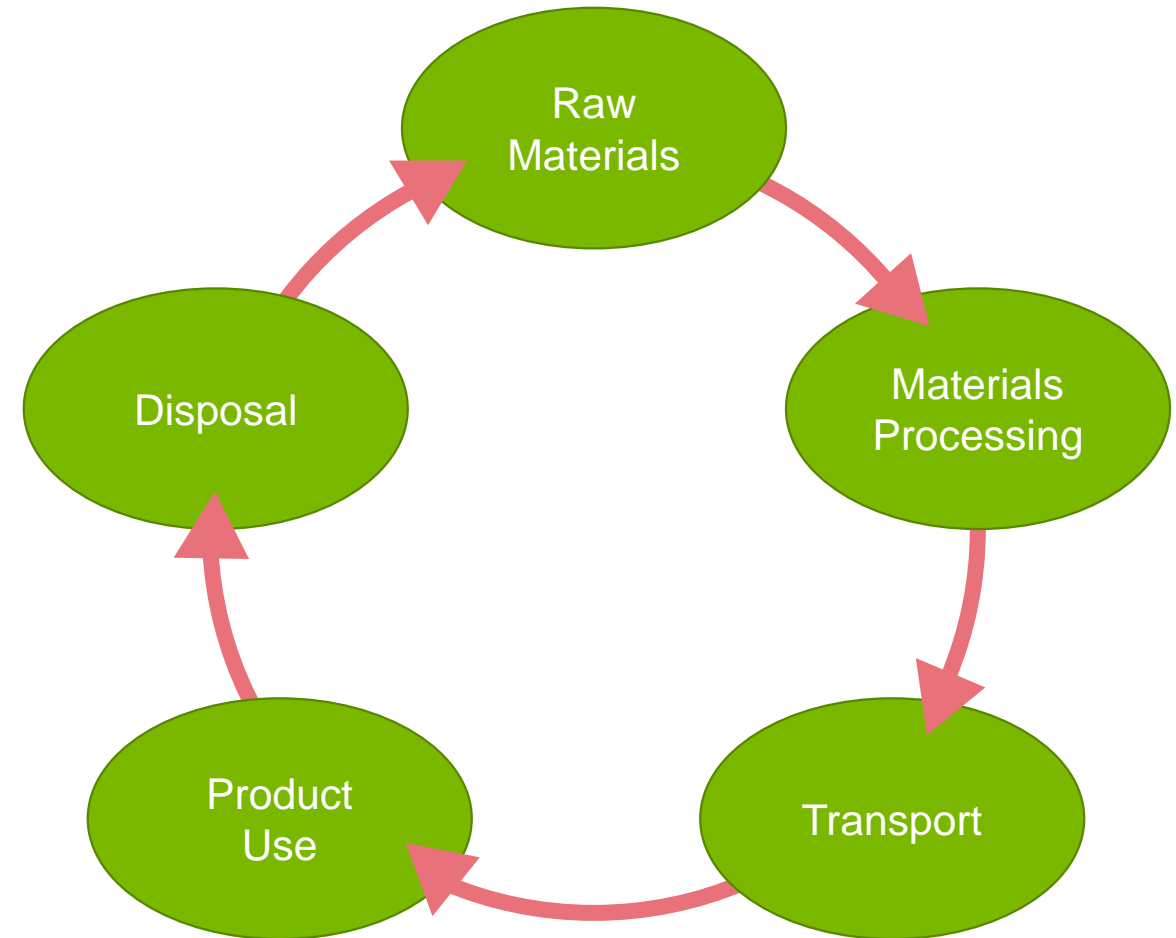 Raw
Materials
Materials
Processing
Transport
Product
Use
Disposal